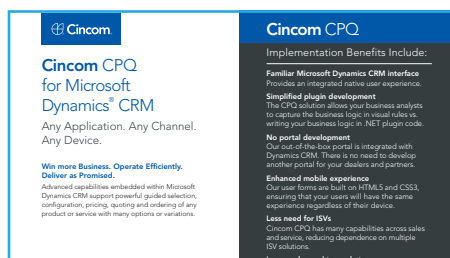 Cincom
Cincom CPQ
for Microsoft
Dynamics® CRM
Any Application. Any Channel.
Any Device.
Win more Business. Operate Efficiently.
Deliver as Promised.
Advanced capabilities embedded within Microsoft
Dynamics CRM support powerful guided selection,
configuration, pricing, quoting and ordering of any
product or service with many options or variations.
Cincom CPQ
Implementation Benefits Include:
Familiar Microsoft Dynamics CRM interface
Provides an integrated native user experience.
Simplified plugin development
The CPQ solution allows your business analysts
to capture the business logic in visual rules vs.
writing your business logic in .NET plugin code.
No portal development
Our out-of-the-box portal is integrated with
Dynamics CRM. There is no need to develop
another portal for your dealers and partners.
Enhanced mobile experience
Our user forms are built on HTML5 and CSS3,
ensuring that your users will have the same
experience regardless of their device.
Less need for ISVs
Cincom CPQ has many capabilities across sales
and service, reducing dependence on multiple
ISV solutions.